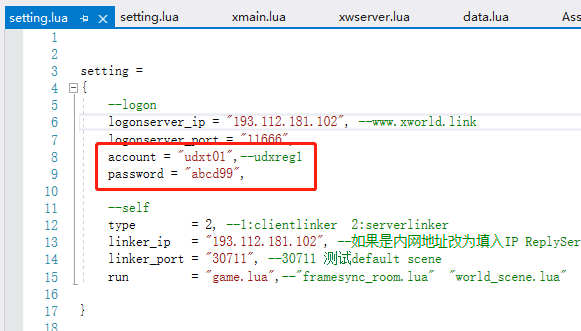 setting.lua setting.lua xmain.lua xwserver.lua data.lua Ass
1
2
3 setting =
4 {
5 --logon
6 logonserver_ip = "193.112.181.102", --www.xworld.link
7 logonserver_port = "11666",
8 account = "udxt01",--udxreg1
9 password = "abcd99",
10
11 --self
12 type = 2, --1:clientlinker 2:serverlinker
13 linker_ip = "193.112.181.102", --如果是内网地址改为填入IP ReplySer
14 linker_port = "30711", --30711 测试default scene
15 run = "game.lua",--"framesync_room.lua" "world_scene.lua"
16
17 }
18